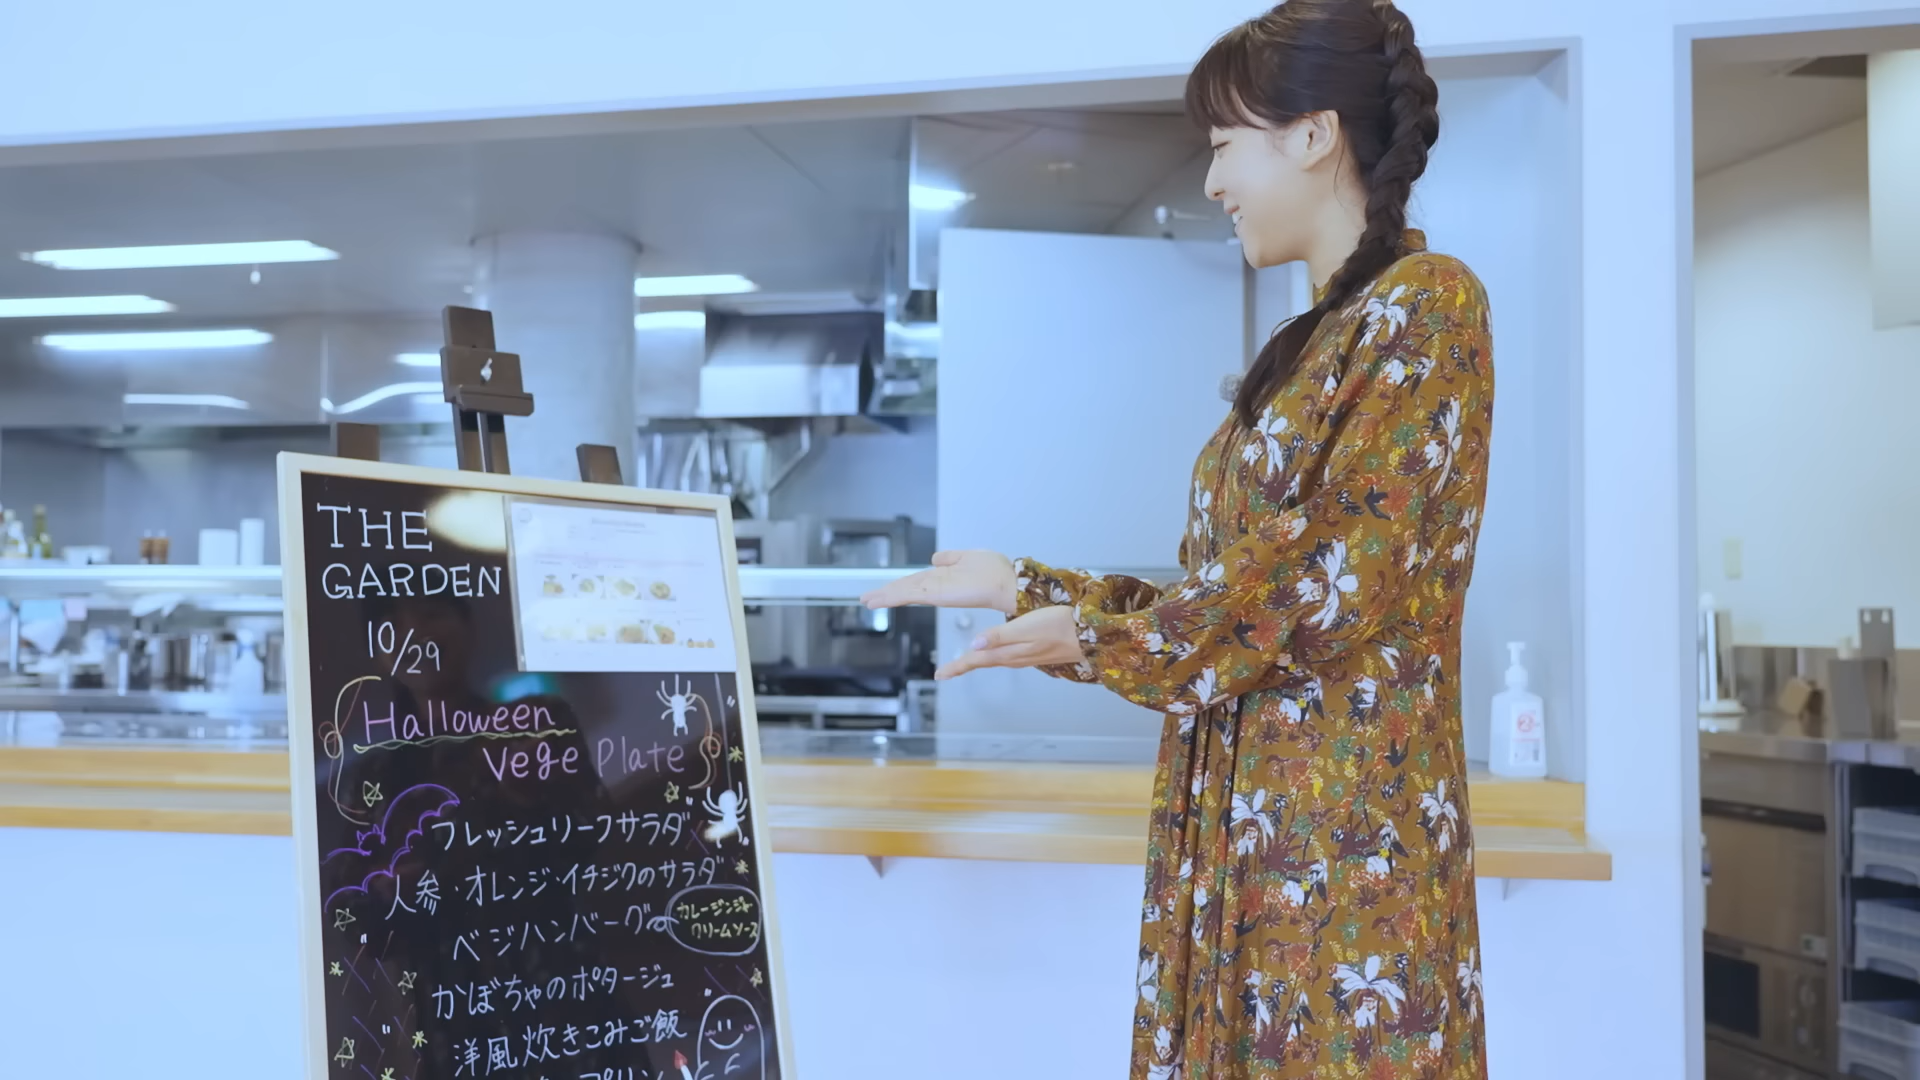 THE
GARDEN
10/29
Halloween
Vege Plate
フレッシュリーフサラダ
人参・オレンジ・イチジクのサラダ
ベジハンバーグ
カレージンジャー
クリームソース
かぼちゃのポタージュ
洋風炊きこみご飯
プリン